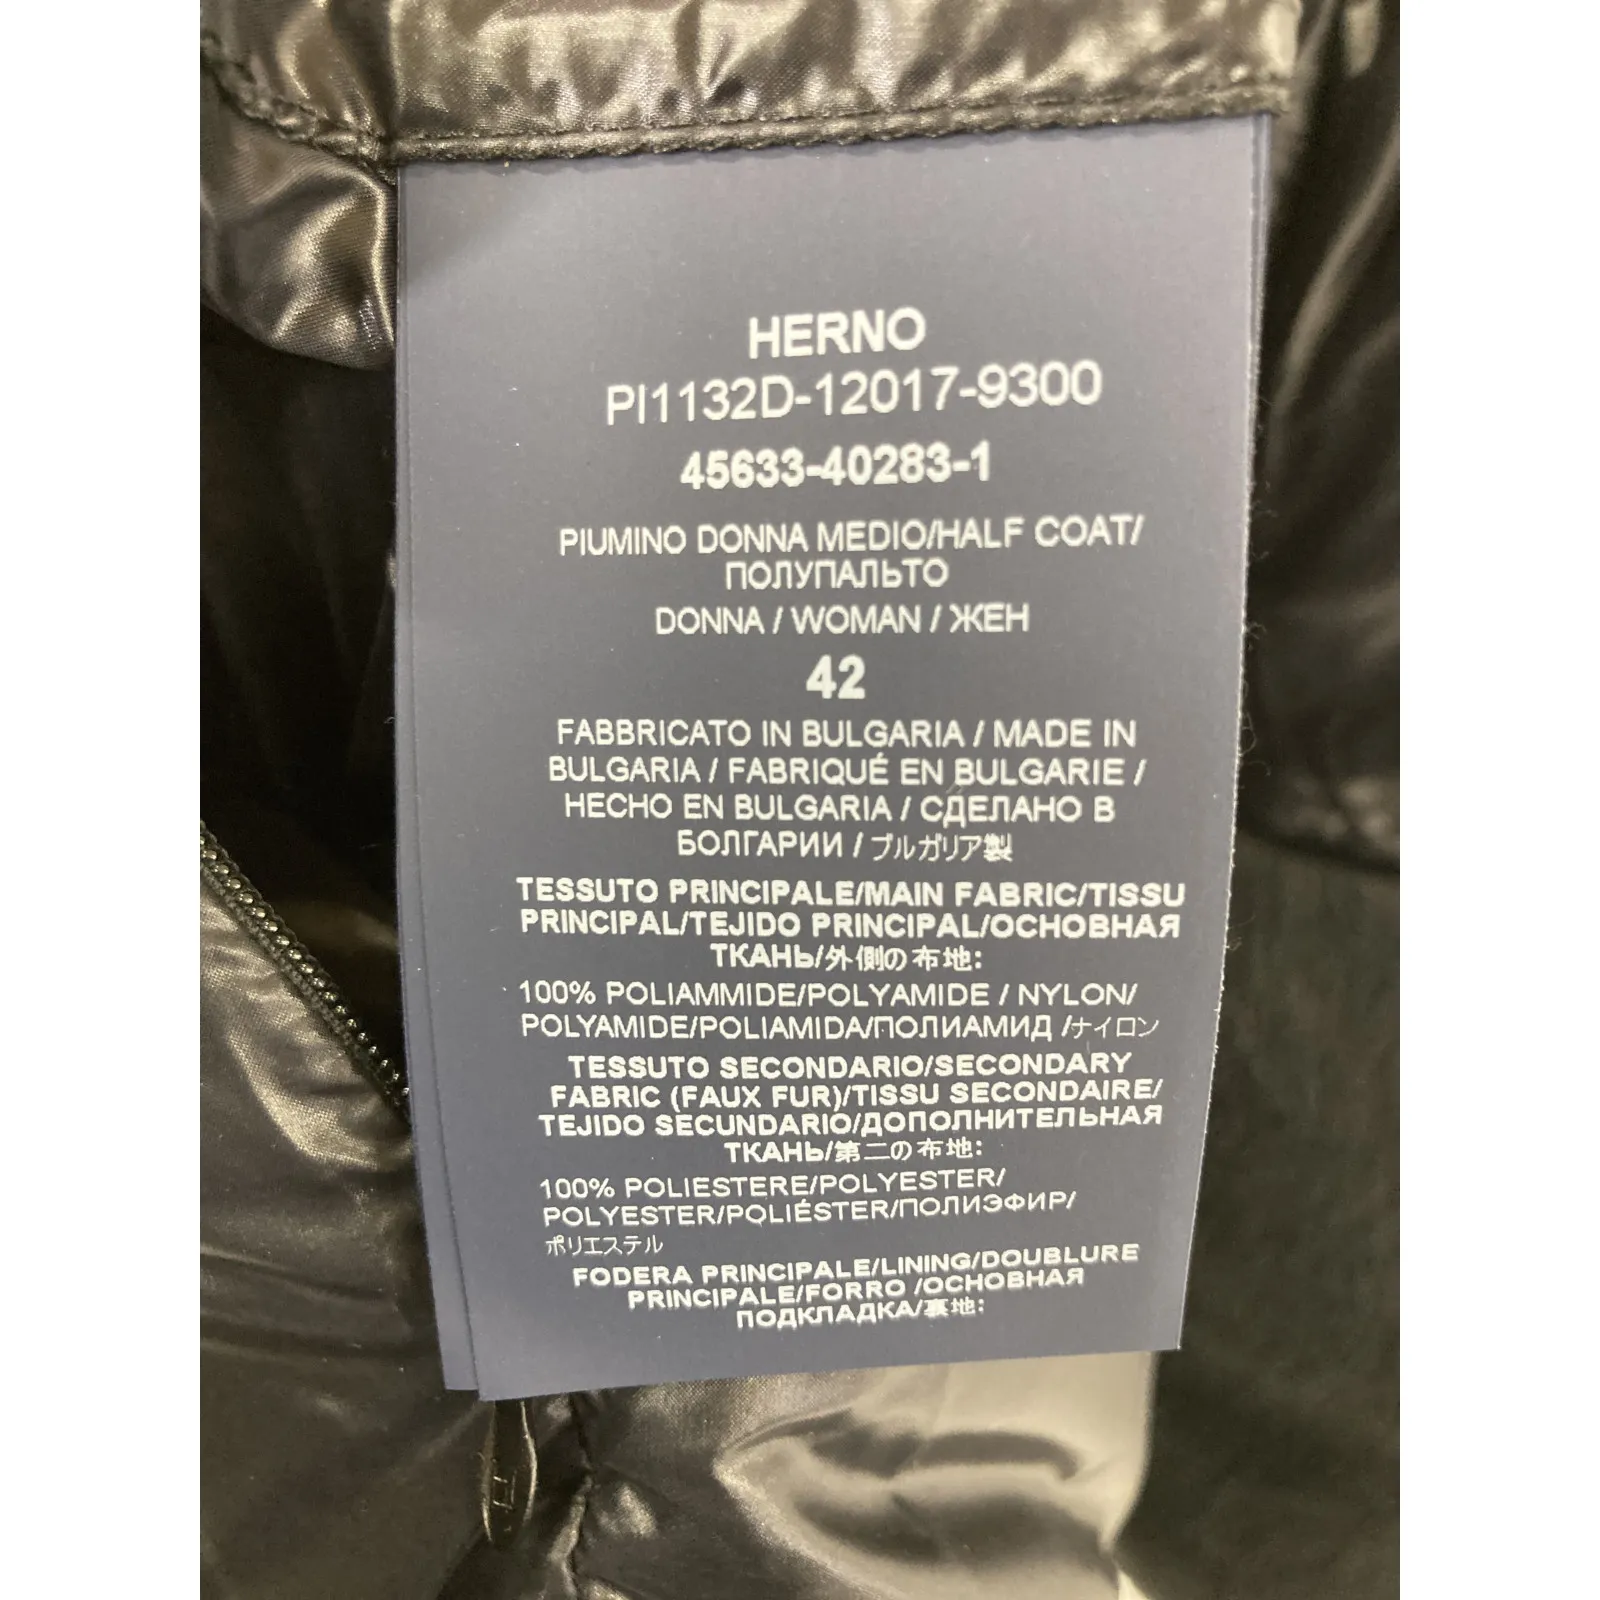 HERNO
PI1132D-12017-9300
45633-40283-1
PIUMINO DONNA MEDIO/HALF COAT/
ПОЛУПАЛЬТО
DONNA / WOMAN / ЖЕН
42
FABBRICATO IN BULGARIA / MADE IN
BULGARIA / FABRIQUÉ EN BULGARIE /
HECHO EN BULGARIA / СДЕЛАНО В
БОЛГАРИИ / ブルガリア製
TESSUTO PRINCIPALE/MAIN FABRIC/TISSU
PRINCIPAL/TEJIDO PRINCIPAL/ОСНОВНАЯ
ТКАНЬ/外側の布地:
100% POLIAMMIDE/POLYAMIDE / NYLON/
POLYAMIDE/POLIAMIDA/ПОЛИАМИД /ナイロン
TESSUTO SECONDARIO/SECONDARY
FABRIC (FAUX FUR)/TISSU SECONDAIRE/
TEJIDO SECUNDARIO/ДОПОЛНИТЕЛЬНАЯ
ТКАНЬ/第二の布地:
100% POLIESTERE/POLYESTER/
POLYESTER/POLIÉSTER/ПОЛИЭФИР/
ポリエステル
FODERA PRINCIPALE/LINING/DOUBLURE
PRINCIPALE/FORRO /ОСНОВНАЯ
ПОДКЛАДКА/裏地: